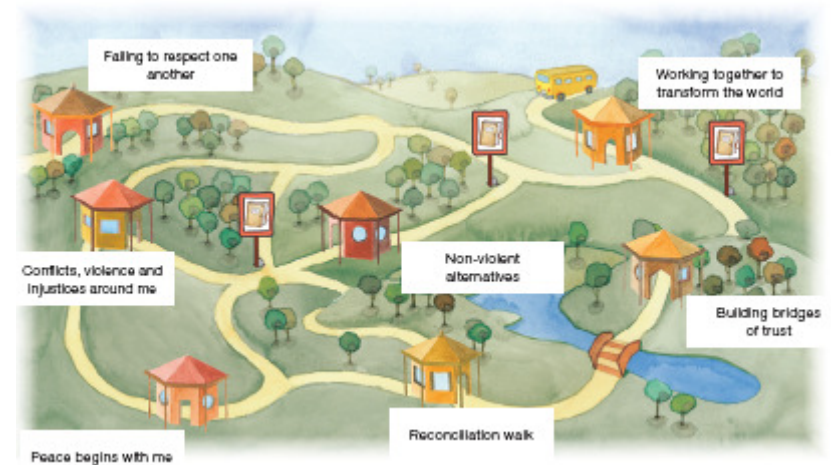 Failing to respect one
another
Working together to
transform the world
Conflicts, violence and
injustices around me
Non-violent
alternatives
Building bridges
of trust
Reconciliation walk
Peace begins with me